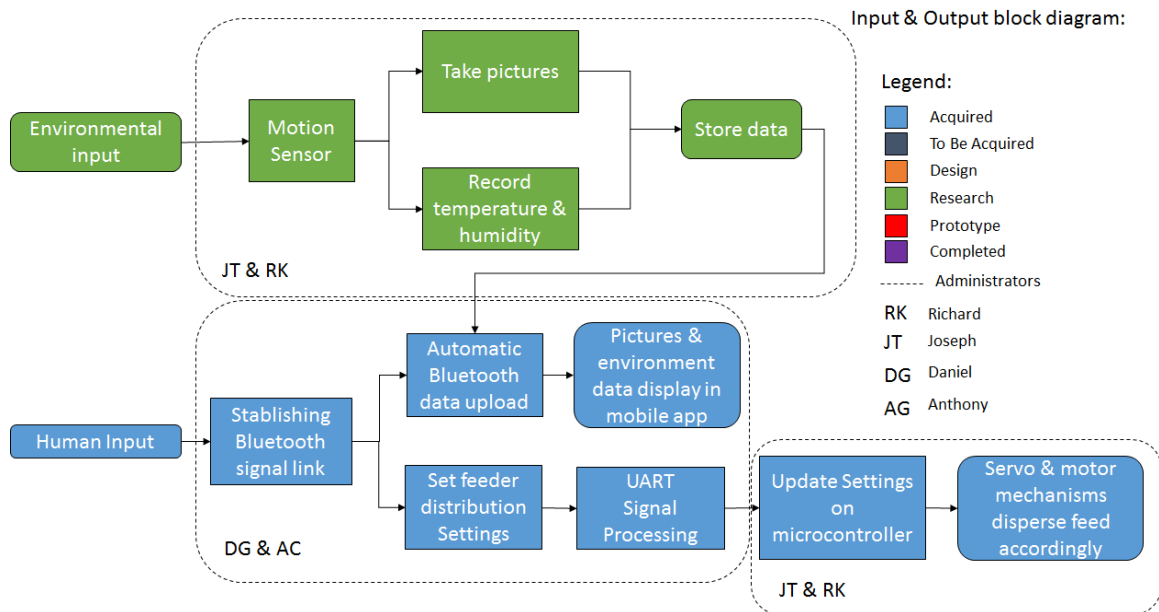 Input & Output block diagram:
Take pictures
Legend:
Environmental
input
Motion
Sensor
Store data
Record
temperature &
humidity
JT & RK
Acquired
To Be Acquired
Design
Research
Prototype
Completed
Administrators
RK Richard
JT Joseph
DG Daniel
AG Anthony
Automatic
Bluetooth
data upload
Pictures &
environment
data display in
mobile app
Human Input
Stablishing
Bluetooth
signal link
Set feeder
distribution
Settings
UART
Signal
Processing
DG & AC
Update Settings
on
microcontroller
Servo & motor
mechanisms
disperse feed
accordingly
JT & RK